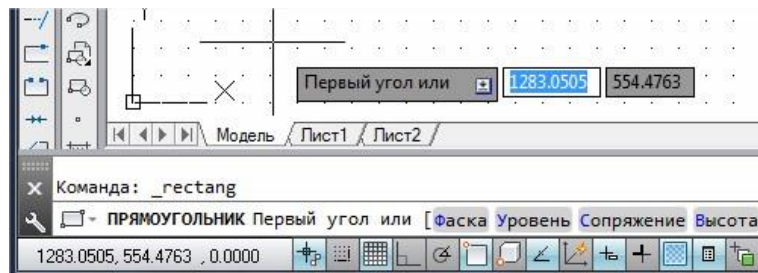 Первый угол или 1283.0505 554.4763
Модель Лист1 Лист2
Команда: _rectang
ПРЯМОУГОЛЬНИК Первый угол или [Фаска Уровень Сопряжение Высота
1283.0505, 554.4763 , 0.0000